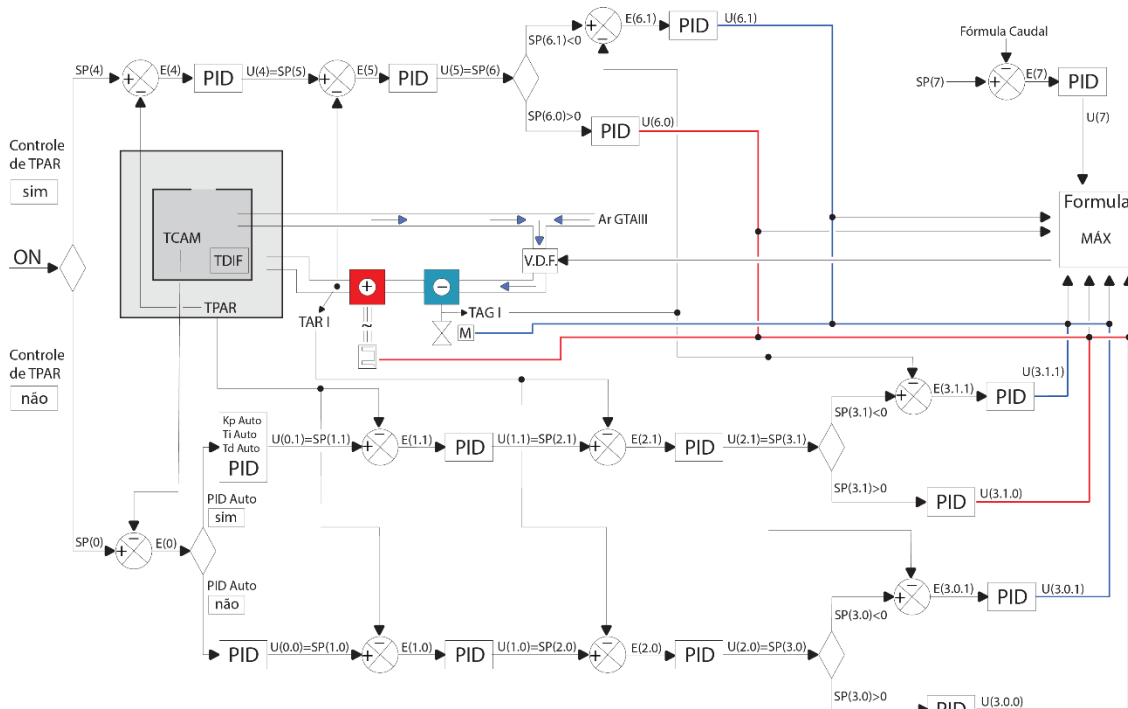 U(6.1)
E(6.1)
PID
SP(6.1)<0
Fórmula Caudal
SP(4)
E(4)
PID
U(4)=SP(5)
E(5)
PID
U(5)=SP(6)
SP(7)
E(7)
PID
SP(6.0)>0
PID
U(6.0)
U(7)
Controle
de TPAR
sim
Formula
MÁX
Ar GTAIII
TCAM
TDIF
V.D.F.
ON
TPAR
TAR I
TAG I
M
Controle
de TPAR
não
U(3.1.1)
E(3.1.1)
PID
SP(3.1)<0
Kp Auto
Ti Auto
Td Auto
PID
U(0.1)=SP(1.1)
E(1.1)
PID
U(1.1)=SP(2.1)
E(2.1)
PID
U(2.1)=SP(3.1)
SP(3.1)>0
PID
U(3.1.0)
PID Auto
sim
SP(0)
E(0)
PID Auto
não
E(3.0.1)
PID
U(3.0.1)
SP(3.0)<0
PID
U(0.0)=SP(1.0)
E(1.0)
PID
U(1.0)=SP(2.0)
E(2.0)
PID
U(2.0)=SP(3.0)
SP(3.0)>0
PID
U(3.0.0)